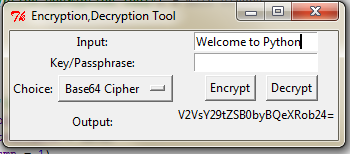 Encryption,Decryption Tool
Input: Welcome to Python
Key/Passphrase:
Choice: Base64 Cipher Encrypt Decrypt
Output: V2VsY29tZSB0byBQeXRob24=